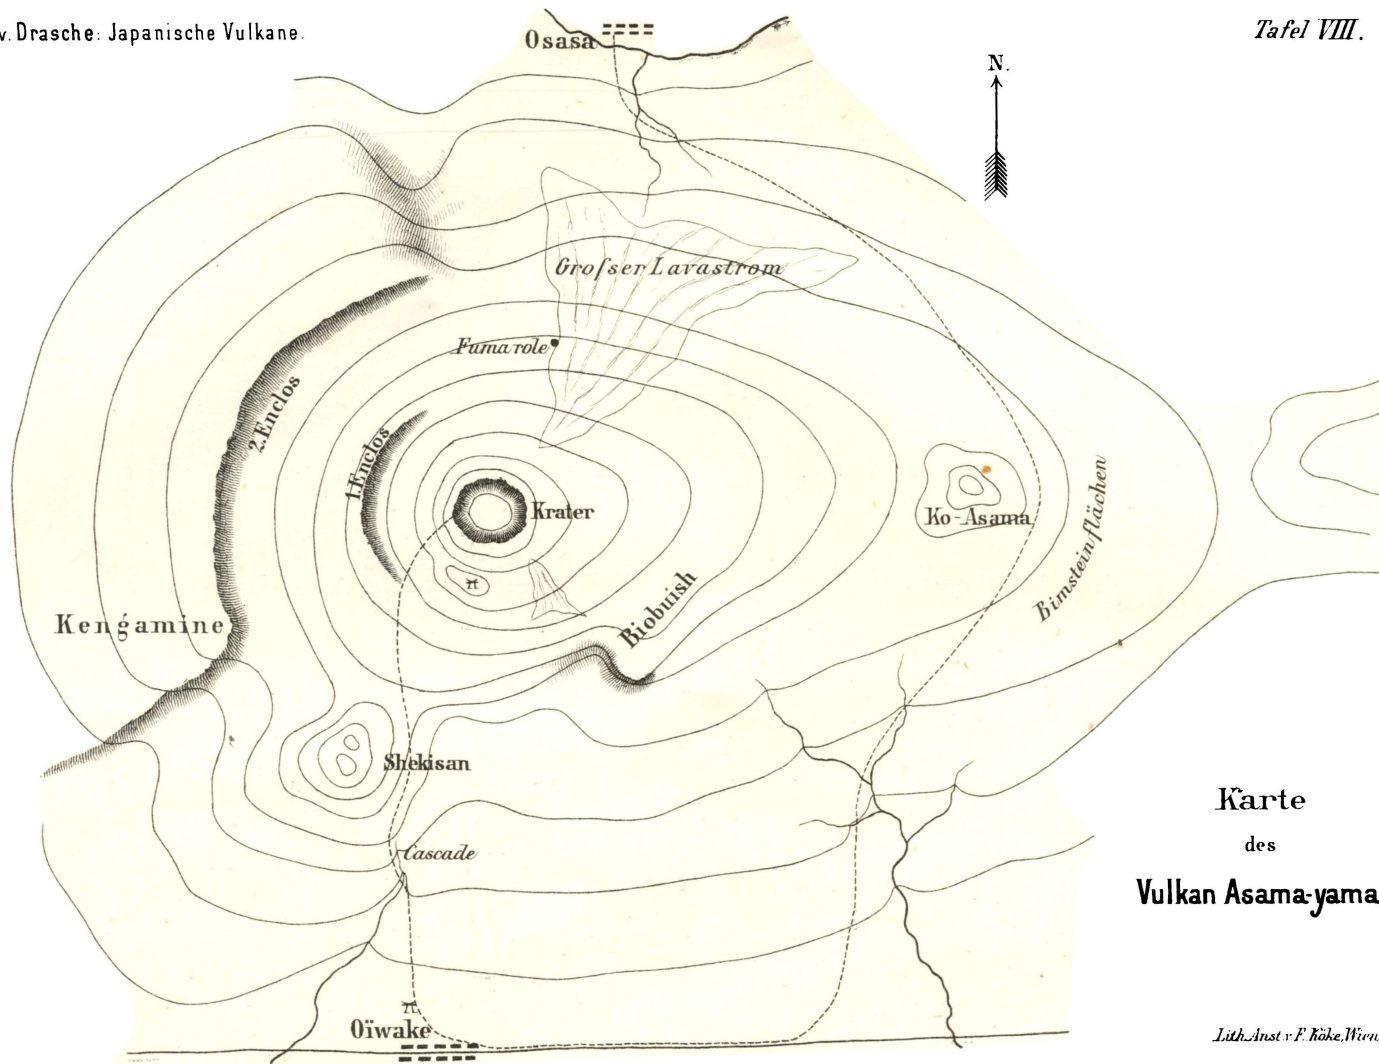 v. Drasche: Japanische Vulkane.
Tafel VIII.
Osasa
N.
Groſser Lavastrom
Fumarole
2. Enclos
1. Enclos
Krater
Ko-Asama
Bimsteinflächen
Biobuish
Kengamine
Shekisan
Cascade
Karte
des
Vulkan Asama-yama
Oïwake
Lith. Anst. v. F. Köke, Wien